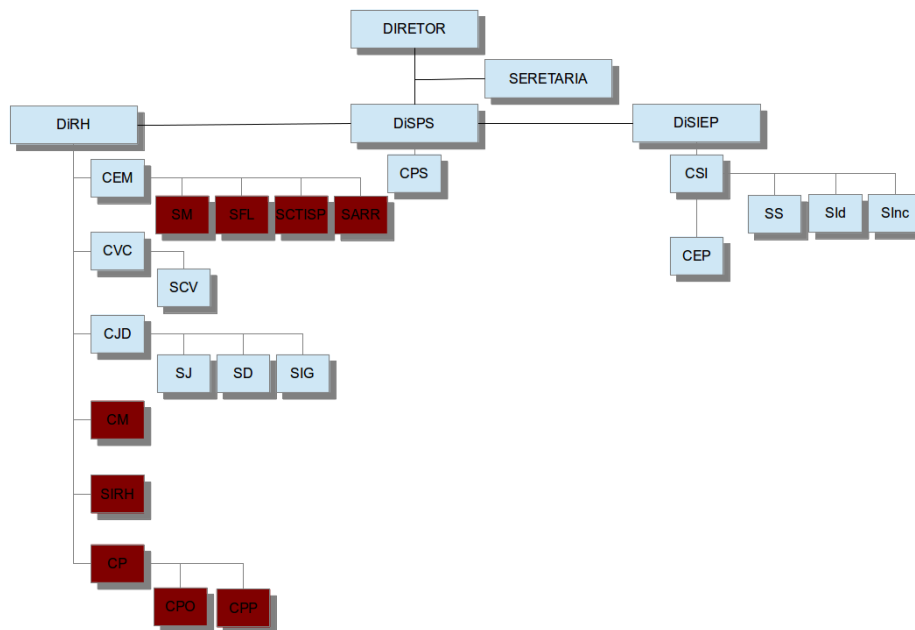 DIRETOR
SERETARIA
DiRH
DiSPS
DiSIEP
CEM
CPS
CSI
SM
SFL
SCTISP
SARR
SS
SId
SInc
CVC
CEP
SCV
CJD
SJ
SD
SIG
CM
SIRH
CP
CPO
CPP